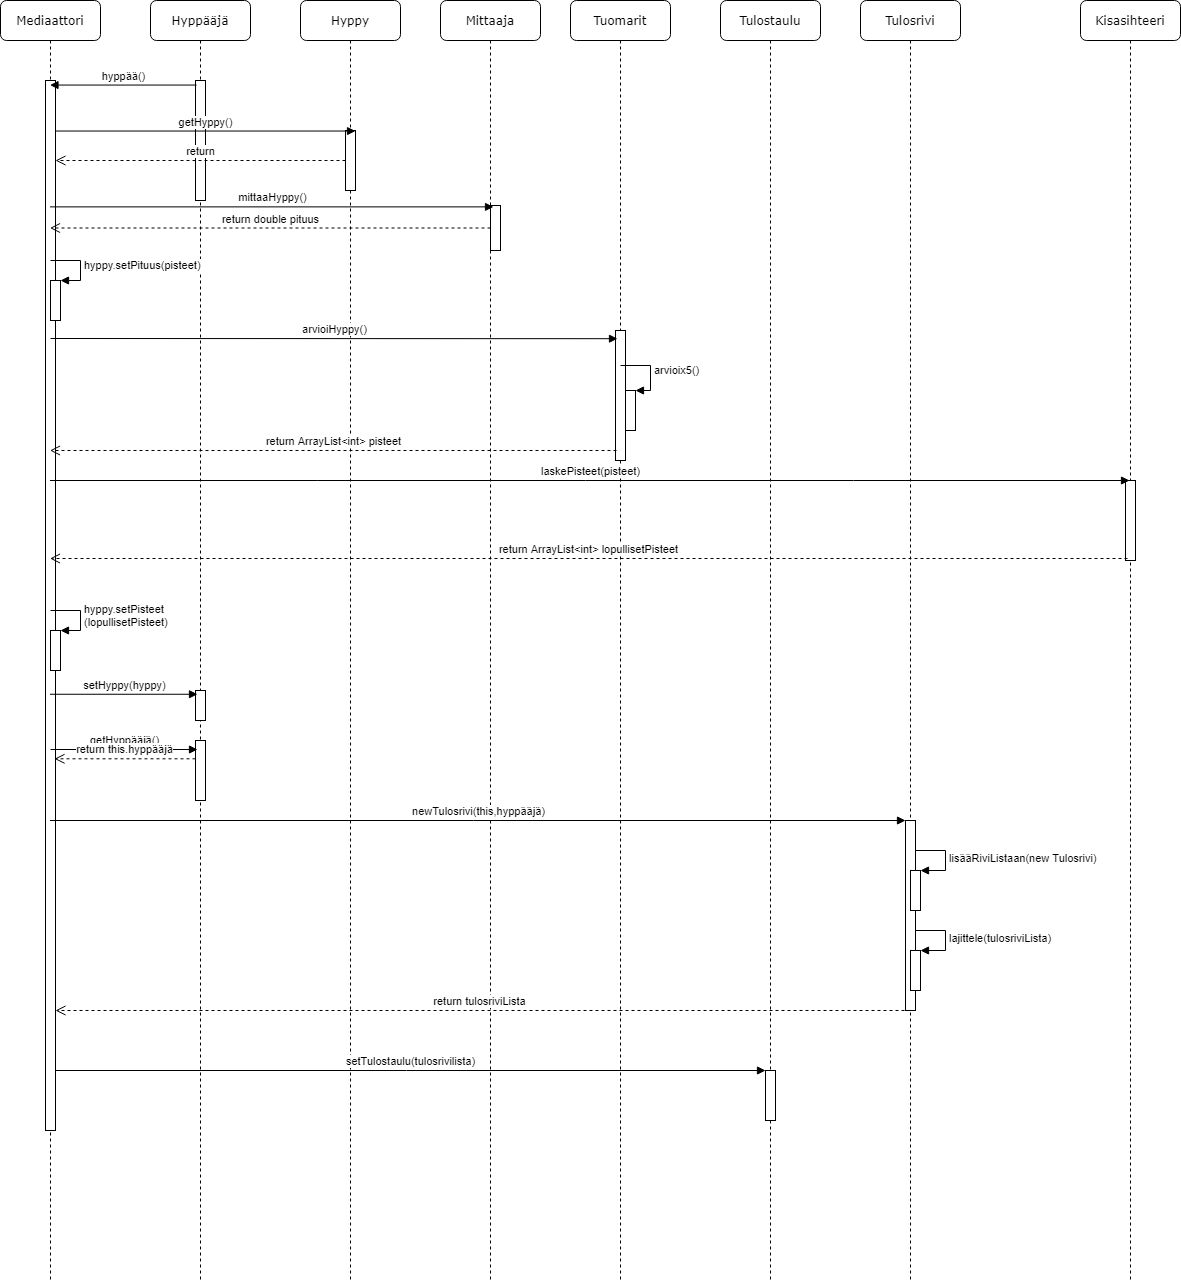 Mediaattori
Hyppääjä
Hyppy
Mittaaja
Tuomarit
Tulostaulu
Tulosrivi
Kisasihteeri
hyppää()
getHyppy()
return
mittaaHyppy()
return double pituus
hyppy.setPituus(pisteet)
arvioiHyppy()
arvioix5()
return ArrayList<int> pisteet
laskePisteet(pisteet)
return ArrayList<int> lopullisetPisteet
hyppy.setPisteet
(lopullisetPisteet)
setHyppy(hyppy)
getHyppääjä()
return this.hyppääjä
newTulosrivi(this,hyppääjä)
lisääRiviListaan(new Tulosrivi)
lajittele(tulosriviLista)
return tulosriviLista
setTulostaulu(tulosrivilista)